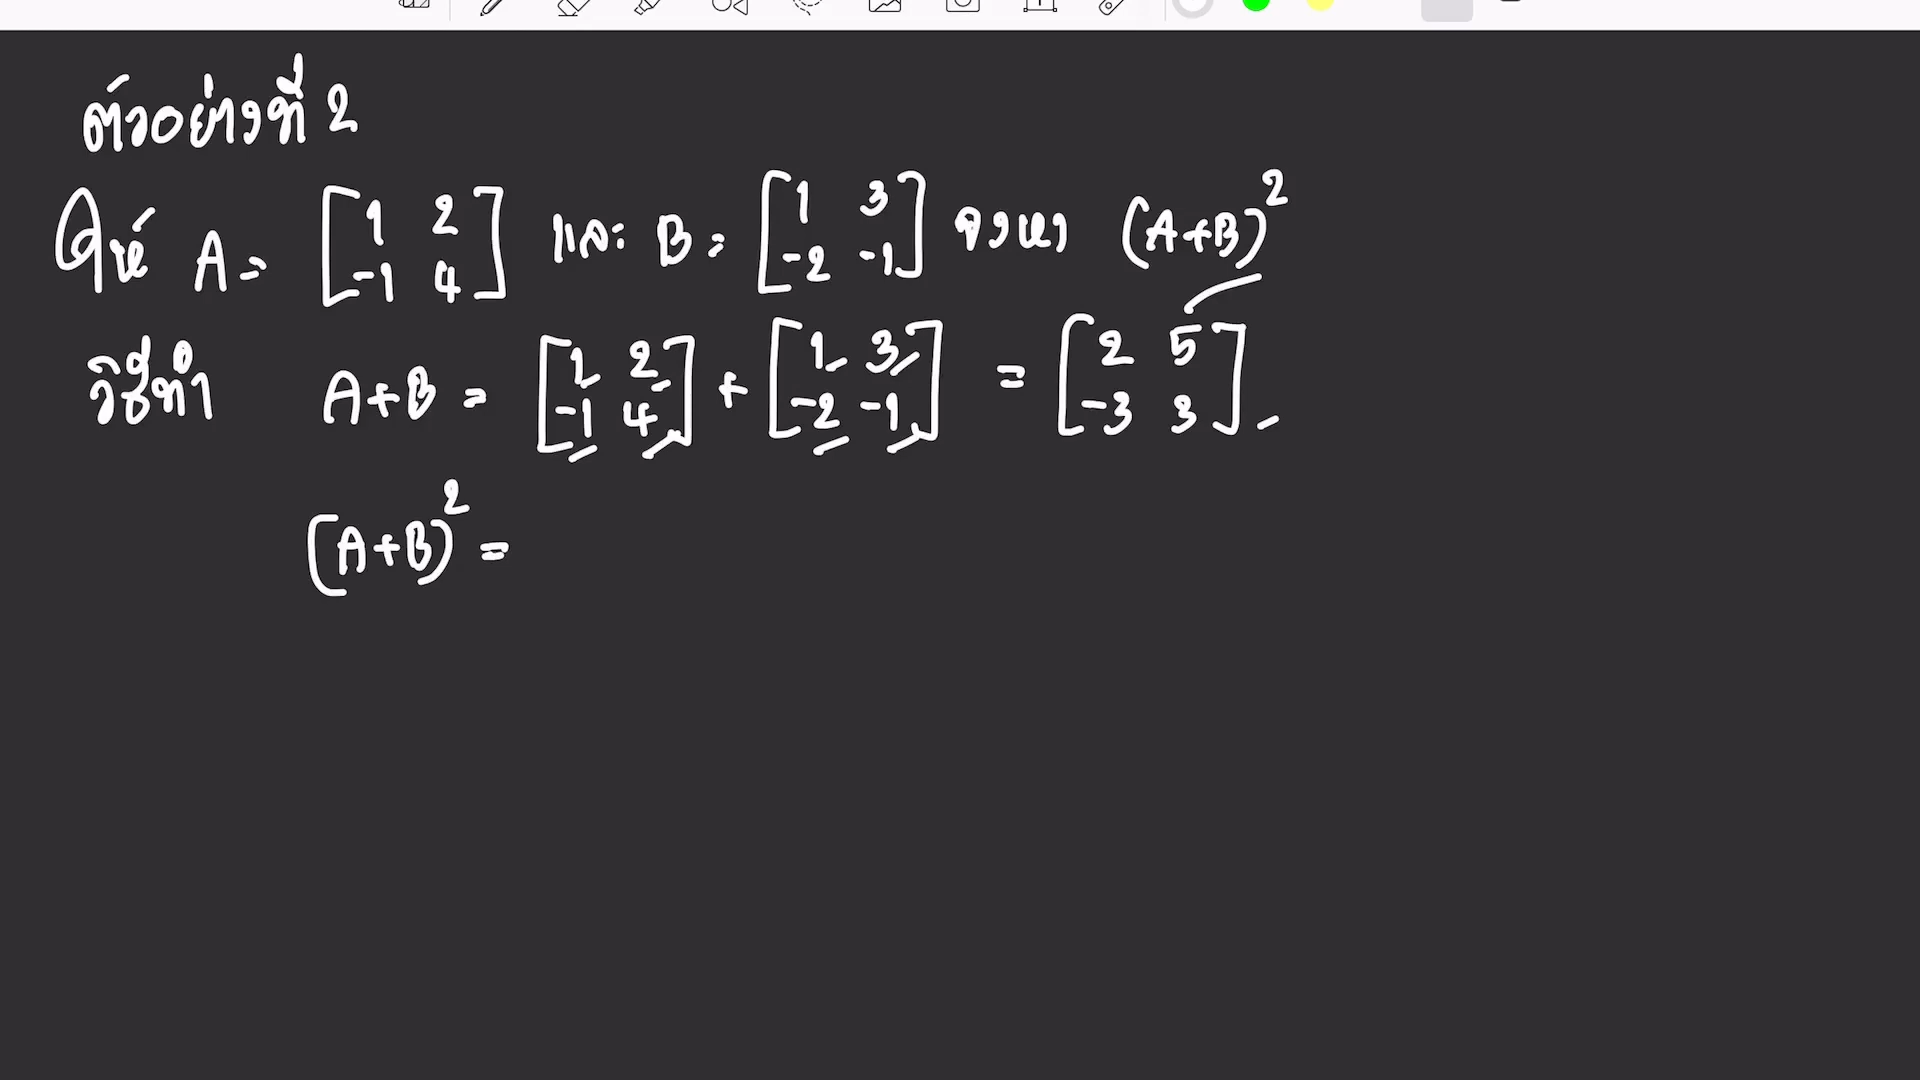 ตัวอย่างที่ 2
ให้ A = [1 2 -1 4] และ B = [1 3 -2 -1] จงหา (A+B)²
วิธีทำ A+B = [1 2 -1 4] + [1 3 -2 -1] = [2 5 -3 3]
(A+B)² =